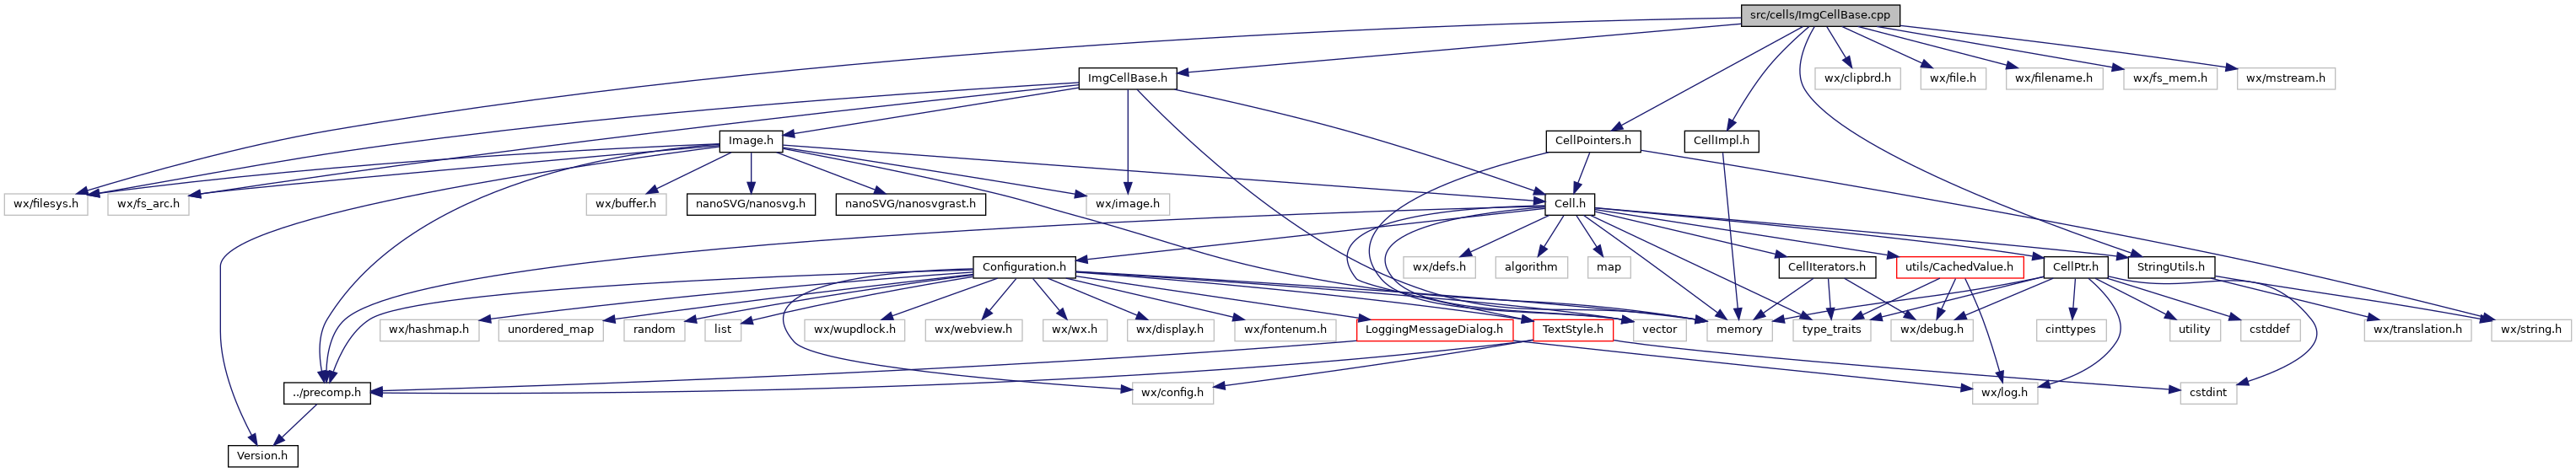 src/cells/ImgCellBase.cpp
ImgCellBase.h
wx/clipbrd.h
wx/file.h
wx/filename.h
wx/fs_mem.h
wx/mstream.h
Image.h
CellPointers.h
CellImpl.h
wx/filesys.h
wx/fs_arc.h
wx/buffer.h
nanoSVG/nanosvg.h
nanoSVG/nanosvgrast.h
wx/image.h
Cell.h
Configuration.h
wx/defs.h
algorithm
map
CellIterators.h
utils/CachedValue.h
CellPtr.h
StringUtils.h
wx/hashmap.h
unordered_map
random
list
wx/wupdlock.h
wx/webview.h
wx/wx.h
wx/display.h
wx/fontenum.h
LoggingMessageDialog.h
TextStyle.h
vector
memory
type_traits
wx/debug.h
cinttypes
utility
cstddef
wx/translation.h
wx/string.h
../precomp.h
wx/config.h
wx/log.h
cstdint
Version.h